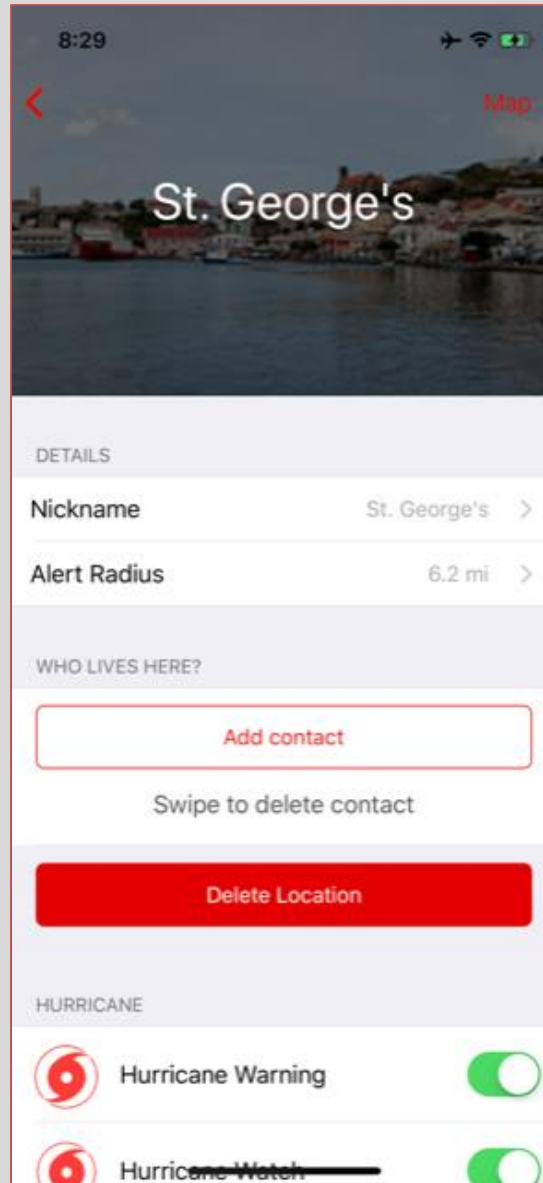 8:29
Map
St. George's
DETAILS
Nickname St. George's
Alert Radius 6.2 mi
WHO LIVES HERE?
Add contact
Swipe to delete contact
Delete Location
HURRICANE
Hurricane Warning
Hurricane Watch